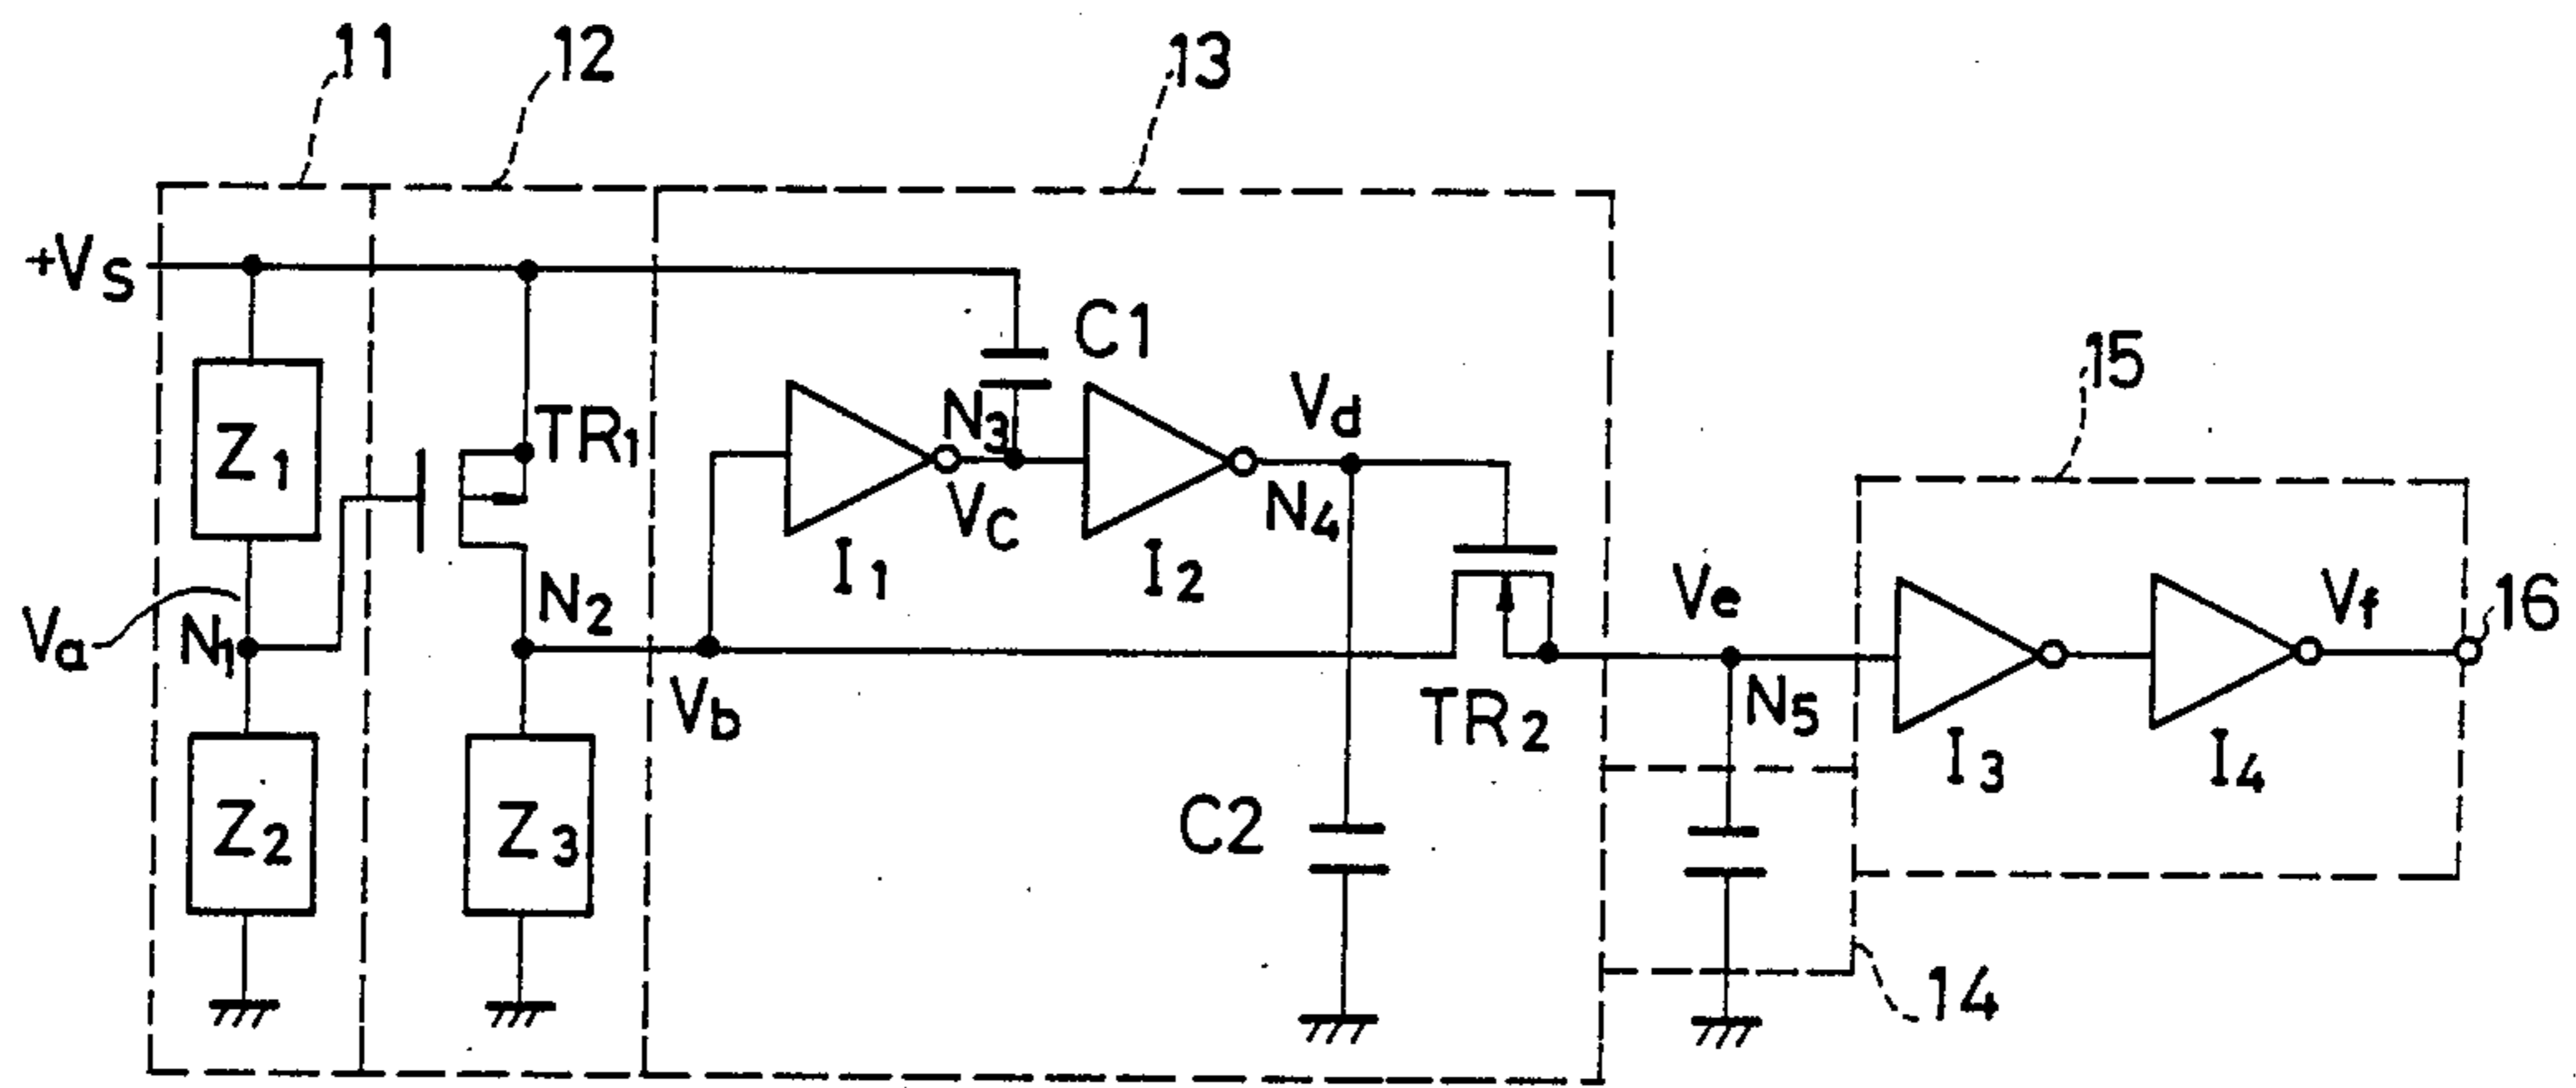 11
12
13
+Vs
C1
15
Z1
TR1
N3
Vd
Vc
N4
I1
I2
Va
N1
N2
Vb
TR2
Ve
N5
Vf
16
I3
I4
Z2
Z3
C2
14